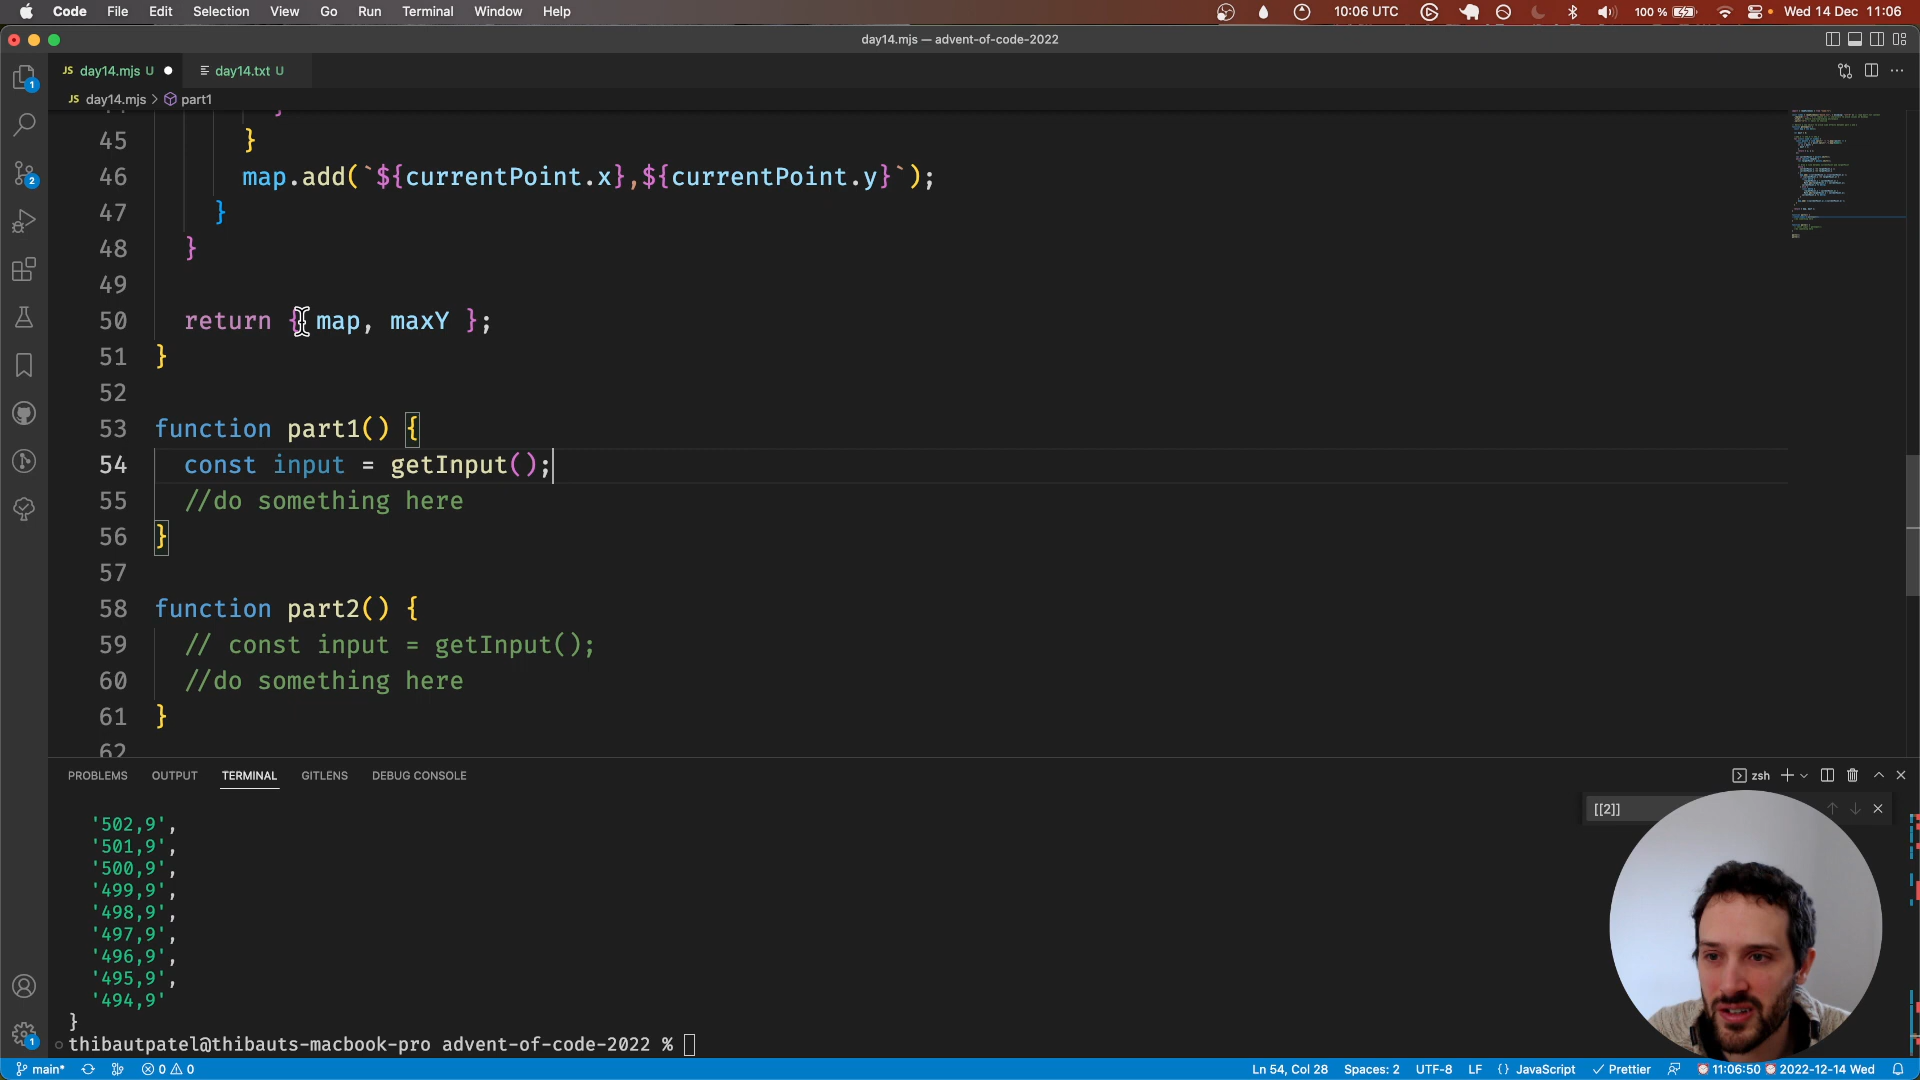 Code File Edit Selection View Go Run Terminal Window Help 10:06 UTC 100 % Wed 14 Dec 11:06
day14.mjs — advent-of-code-2022
JS day14.mjs U day14.txt U
JS day14.mjs > part1
45 }
46 map.add(`${currentPoint.x},${currentPoint.y}`);
47 }
48 }
49
50 return { map, maxY };
51 }
52
53 function part1() {
54 const input = getInput();
55 //do something here
56 }
57
58 function part2() {
59 // const input = getInput();
60 //do something here
61 }
62
PROBLEMS OUTPUT TERMINAL GITLENS DEBUG CONSOLE zsh
[[2]]
'502,9',
'501,9',
'500,9',
'499,9',
'498,9',
'497,9',
'496,9',
'495,9',
'494,9'
}
thibautpatel@thibauts-macbook-pro advent-of-code-2022 %
main* 0 0 Ln 54, Col 28 Spaces: 2 UTF-8 LF {} JavaScript Prettier 11:06:50 2022-12-14 Wed